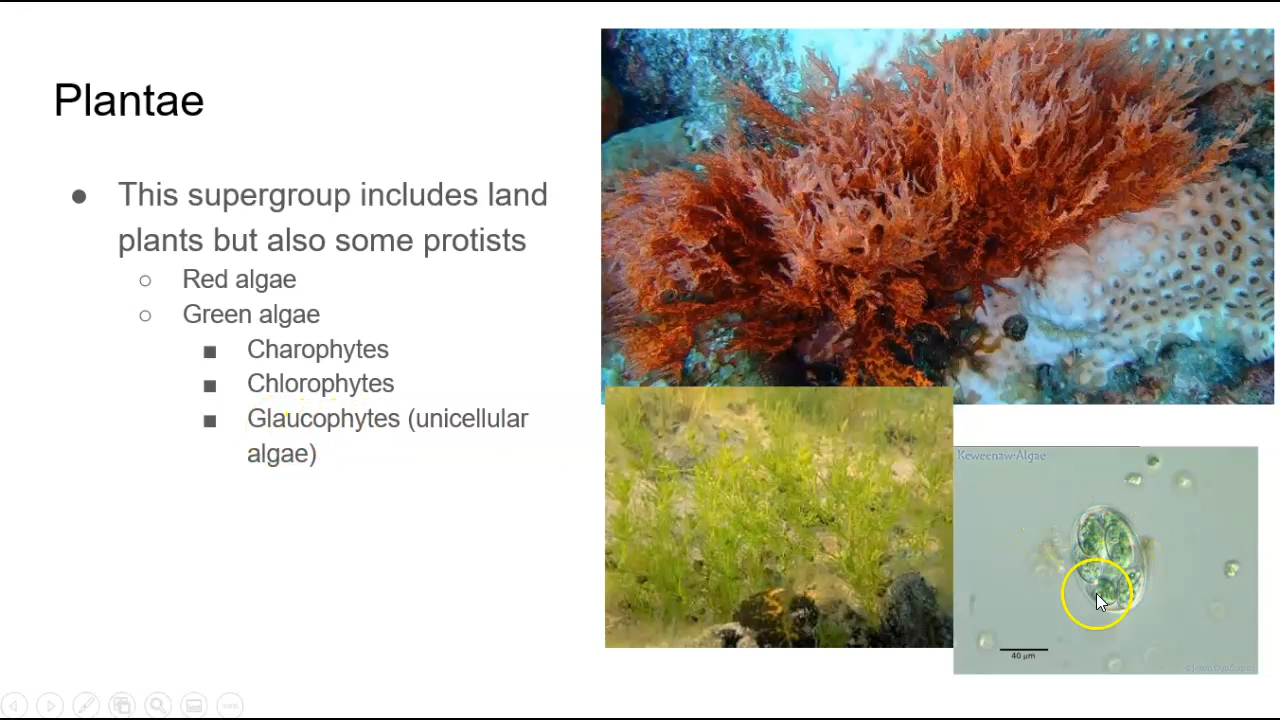 Plantae
● This supergroup includes land
plants but also some protists
○ Red algae
○ Green algae
■ Charophytes
■ Chlorophytes
■ Glaucophytes (unicellular
algae)
Keweenaw Algae
40 µm